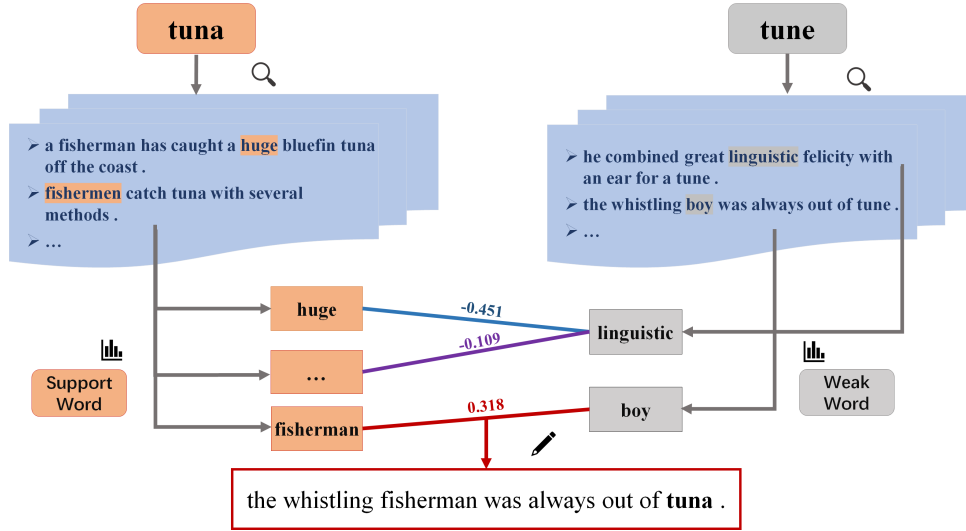 tuna
tune
➢ a fisherman has caught a huge bluefin tuna
off the coast .
➢ fishermen catch tuna with several
methods .
➢ …
➢ he combined great linguistic felicity with
an ear for a tune .
➢ the whistling boy was always out of tune .
➢ …
huge
-0.451
linguistic
-0.109
…
Support
Word
Weak
Word
fisherman
0.318
boy
the whistling fisherman was always out of tuna .